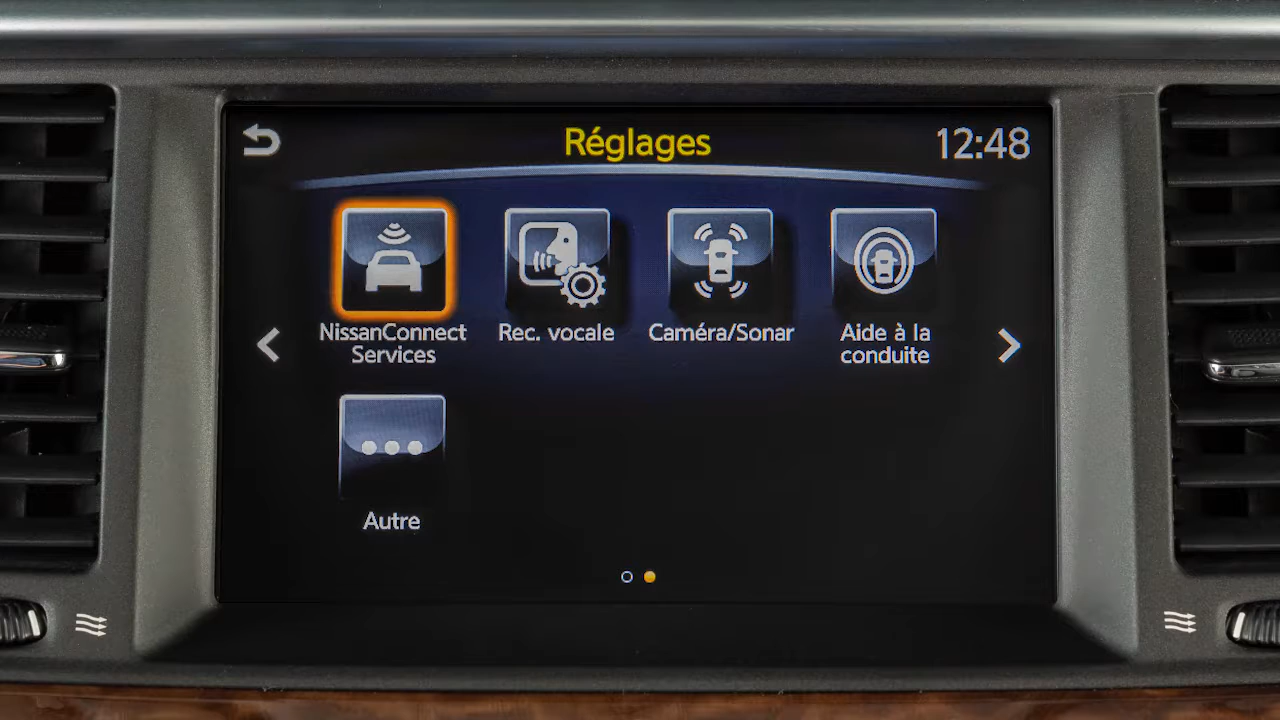 Réglages
12:48
NissanConnect
Services
Rec. vocale
Caméra/Sonar
Aide à la
conduite
Autre